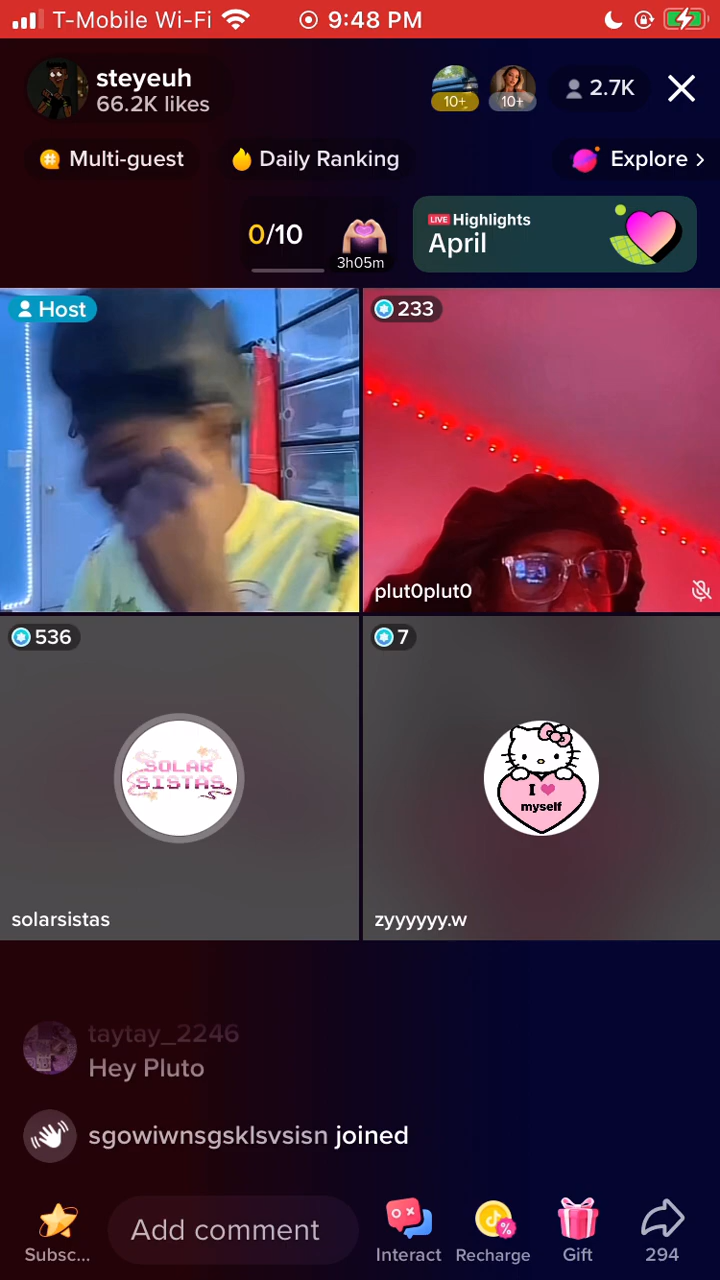 T-Mobile Wi-Fi 9:48 PM
steyeuh
66.2K likes
10+ 10+ 2.7K
Multi-guest Daily Ranking Explore
0/10
3h05m
LIVE Highlights
April
Host
233
plut0plut0
536
SOLAR
SISTAS
solarsistas
7
I
myself
zyyyyyy.w
taytay_2246
Hey Pluto
sgowiwnsgsklsvsisn joined
Add comment
Subsc... Interact Recharge Gift 294